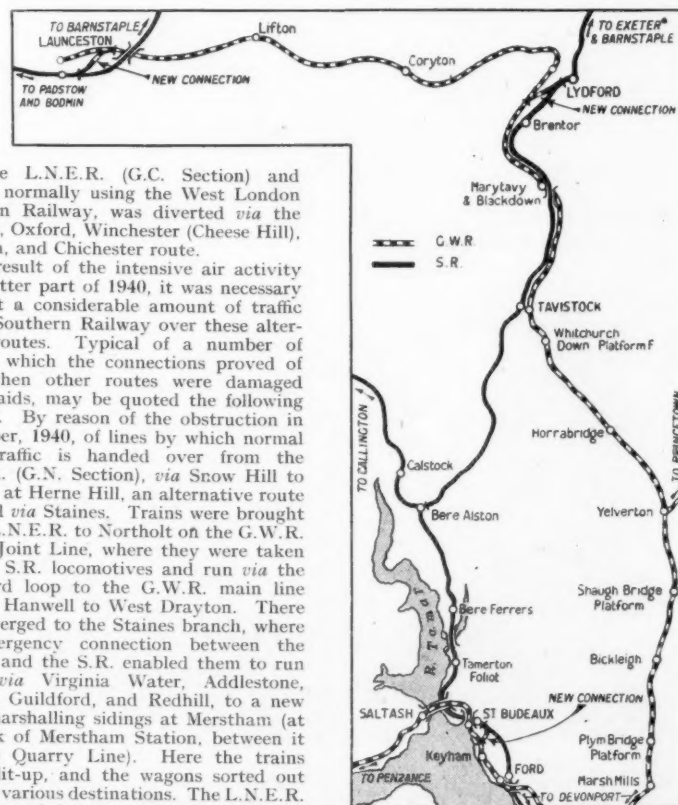 TO BARNSTAPLE
LAUNCESTON
Lifton
Coryton
TO EXETER
& BARNSTAPLE
NEW CONNECTION
TO PADSTOW
AND BODMIN
LYDFORD
NEW CONNECTION
Brentor
Marytavy
& Blackdown
G.W.R.
S.R.
TAVISTOCK
Whitchurch
Down Platform
Horrabridge
TO PRINCETOWN
TO CALLINGTON
Calstock
Bere Alston
Yelverton
Shaugh Bridge
Platform
Bere Ferrers
R. Tamar
Bickleigh
Tamerton
Foliot
NEW CONNECTION
SALTASH
ST BUDEAUX
Plym Bridge
Platform
Keyham
FORD
Marsh Mills
TO PENZANCE
TO DEVONPORT
e L.N.E.R. (G.C. Section) and
normally using the West London
n Railway, was diverted via the
, Oxford, Winchester (Cheese Hill),
, and Chichester route.
result of the intensive air activity
tter part of 1940, it was necessary
t a considerable amount of traffic
Southern Railway over these alter-
routes. Typical of a number of
which the connections proved of
hen other routes were damaged
aids, may be quoted the following
. By reason of the obstruction in
ber, 1940, of lines by which normal
raffic is handed over from the
. (G.N. Section), via Snow Hill to
at Herne Hill, an alternative route
d via Staines. Trains were brought
L.N.E.R. to Northolt on the G.W.R.
Joint Line, where they were taken
S.R. locomotives and run via the
rd loop to the G.W.R. main line
Hanwell to West Drayton. There
erged to the Staines branch, where
ergency connection between the
and the S.R. enabled them to run
via Virginia Water, Addlestone,
Guildford, and Redhill, to a new
marshalling sidings at Merstham (at
k of Merstham Station, between it
Quarry Line). Here the trains
lit-up, and the wagons sorted out
various destinations. The L.N.E.R.